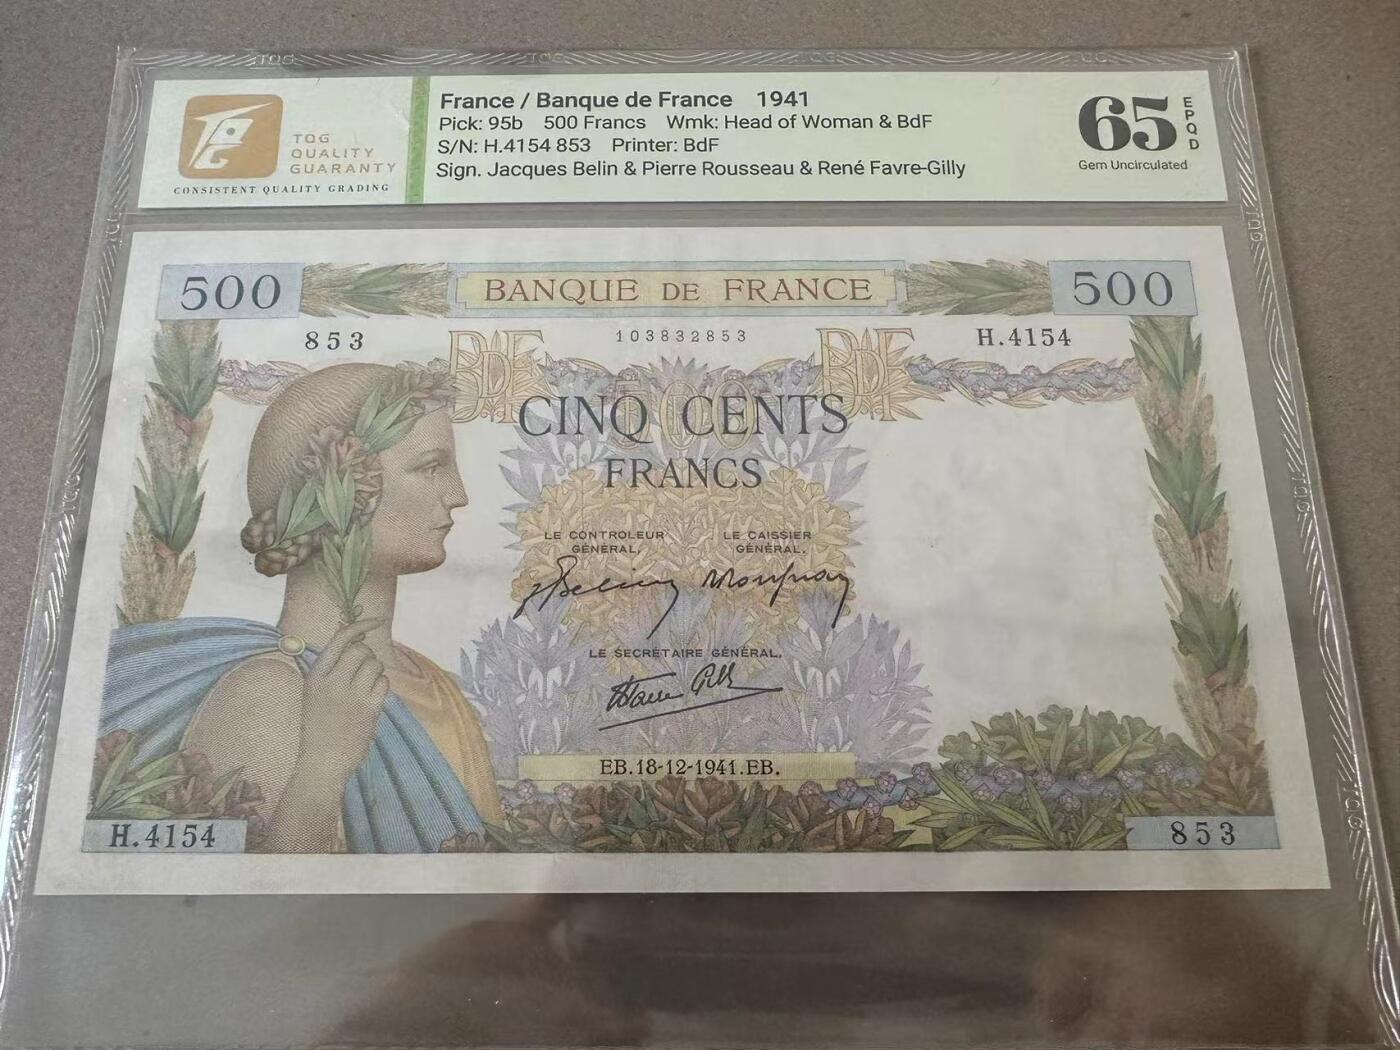 TQG
QUALITY
GUARANTY
CONSISTENT QUALITY GRADING
France / Banque de France 1941
Pick: 95b 500 Francs Wmk: Head of Woman & BdF
S/N: H.4154 853 Printer: BdF
Sign. Jacques Belin & Pierre Rousseau & René Favre-Gilly
65
EPQD
Gem Uncirculated
500
BANQUE DE FRANCE
500
853
103832853
H.4154
BDF
BDF
500
CINQ CENTS
FRANCS
LE CONTROLEUR
GÉNÉRAL,
LE CAISSIER
GÉNÉRAL,
LE SECRÉTAIRE GÉNÉRAL,
Favre Gilly
EB.18-12-1941.EB.
H.4154
853